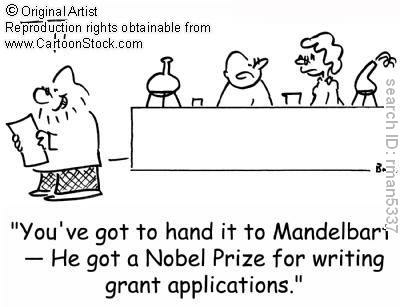 © Original Artist
Reproduction rights obtainable from
www.CartoonStock.com
search ID: rman5337
"You've got to hand it to Mandelbari
— He got a Nobel Prize for writing
grant applications."